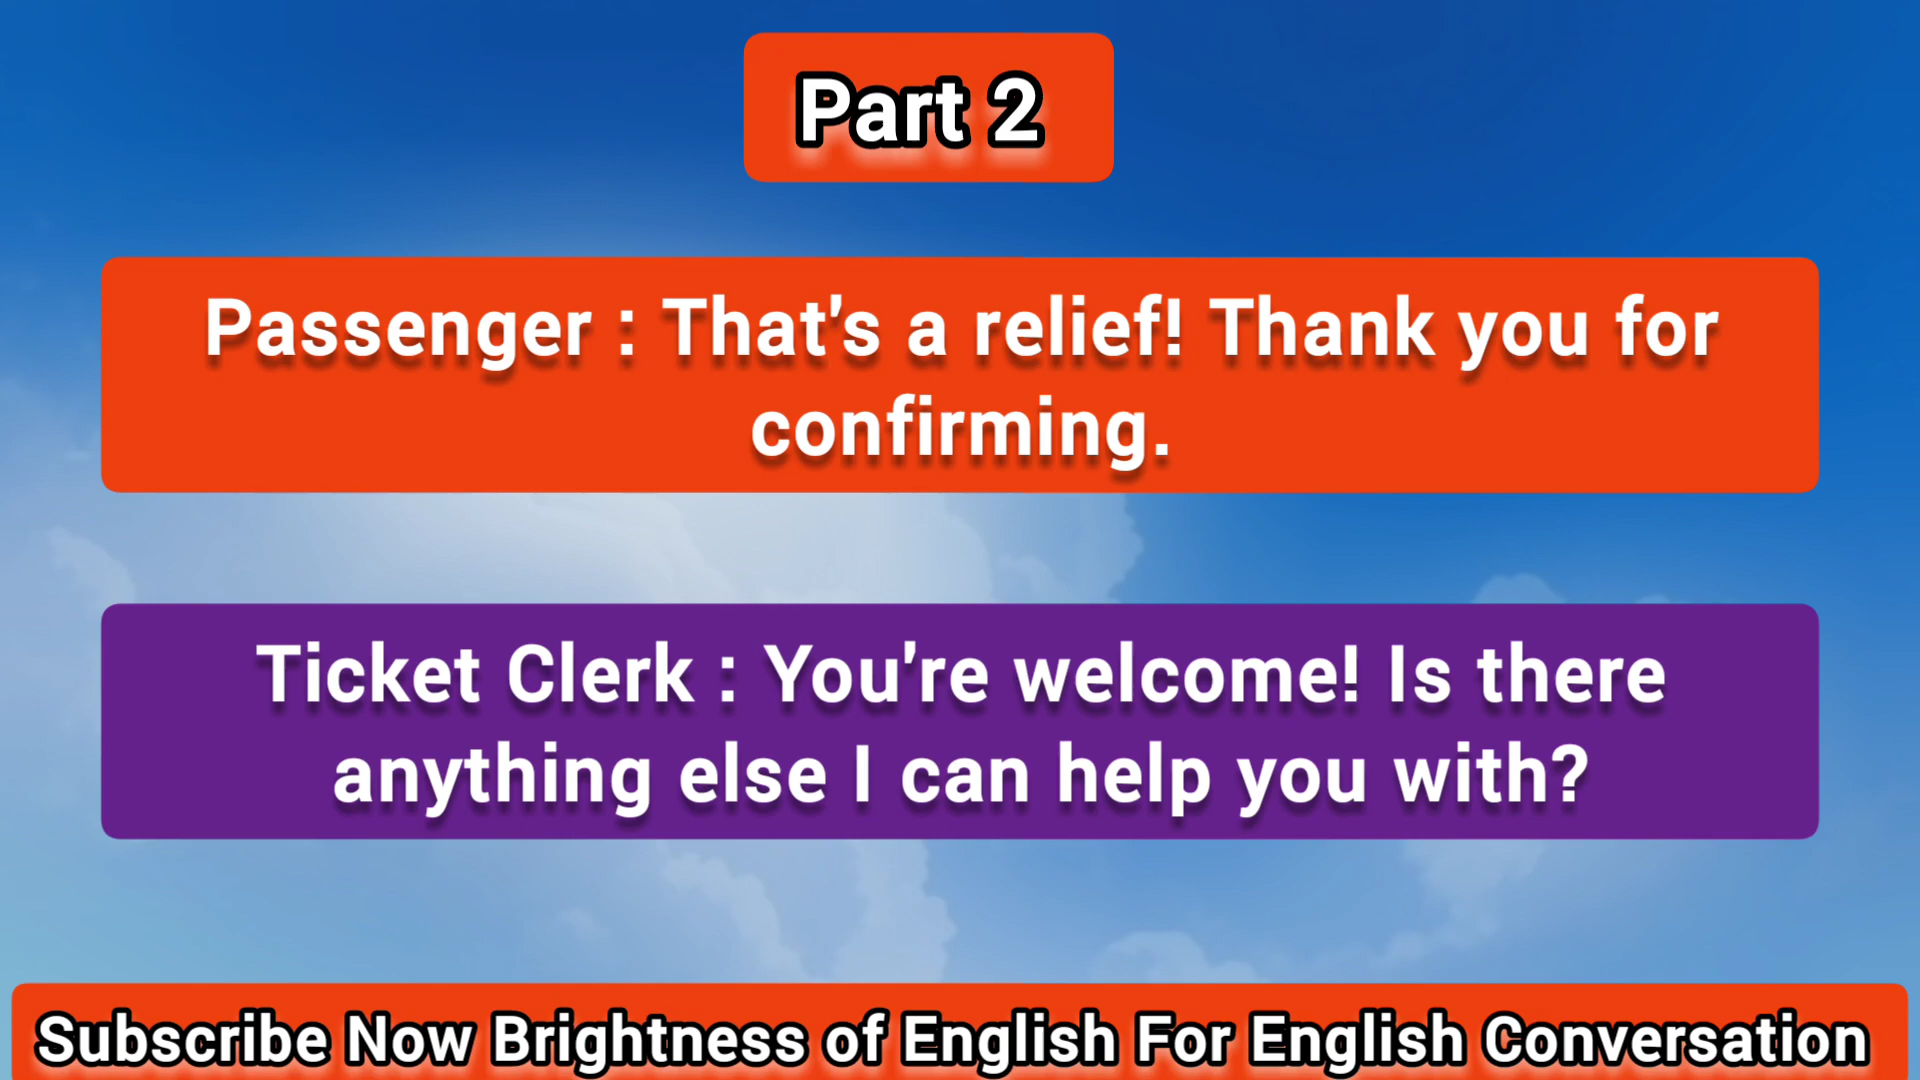 Part 2
Passenger : That's a relief! Thank you for
confirming.
Ticket Clerk : You're welcome! Is there
anything else I can help you with?
Subscribe Now Brightness of English For English Conversation